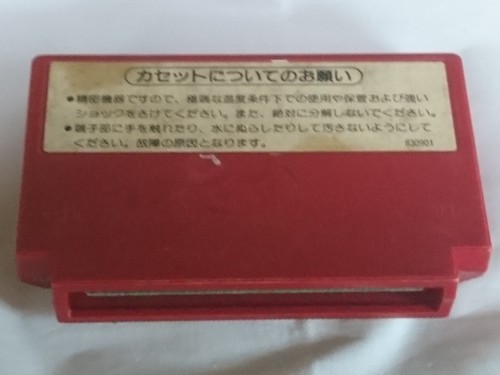 カセットについてのお願い
●精密機器ですので、極端な温度条件下での使用や保管および強い
ショックをさけてください。また、絶対に分解しないでください。
●端子部に手を触れたり、水にぬらしたりして汚さないようにして
ください。故障の原因となります。
830901